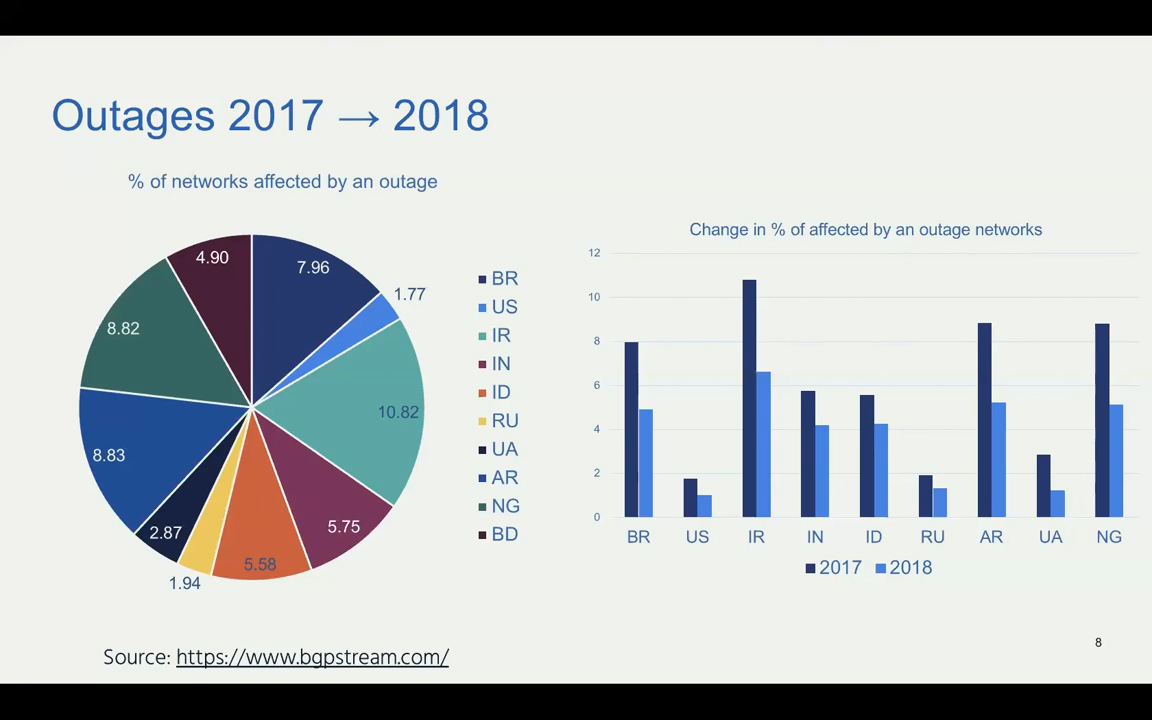 Outages 2017 → 2018
% of networks affected by an outage
4.90
7.96
1.77
8.82
10.82
8.83
5.75
2.87
5.58
1.94
BR
US
IR
IN
ID
RU
UA
AR
NG
BD
Change in % of affected by an outage networks
12
10
8
6
4
2
0
BR US IR IN ID RU AR UA NG
2017 2018
Source: https://www.bgpstream.com/
8